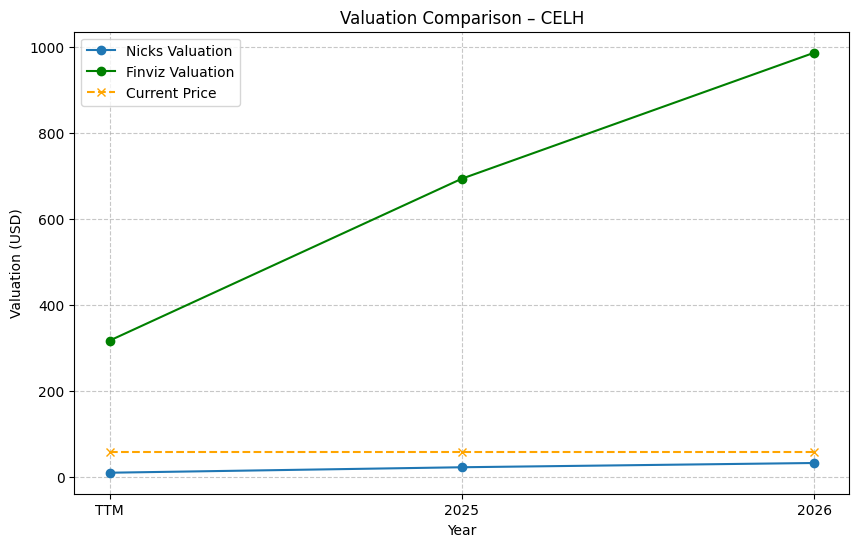 Valuation Comparison – CELH
Nicks Valuation
Finviz Valuation
Current Price
Valuation (USD)
1000
800
600
400
200
0
TTM 2025 2026
Year